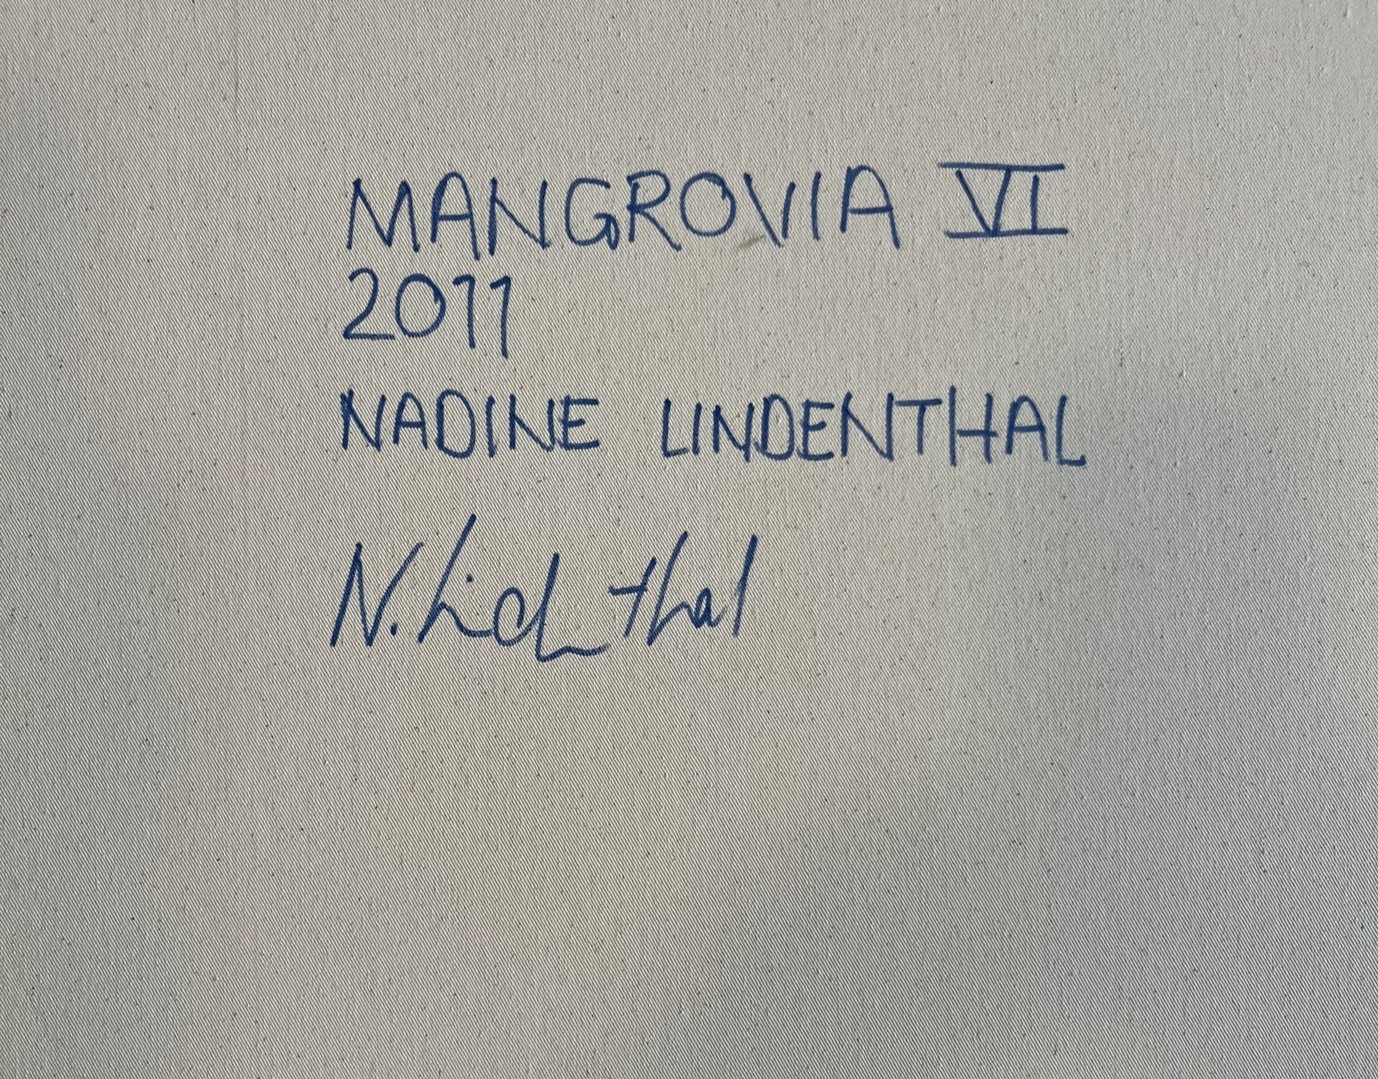 MANGROVIA VI
2011
NADINE LINDENTHAL
N. Lindenthal